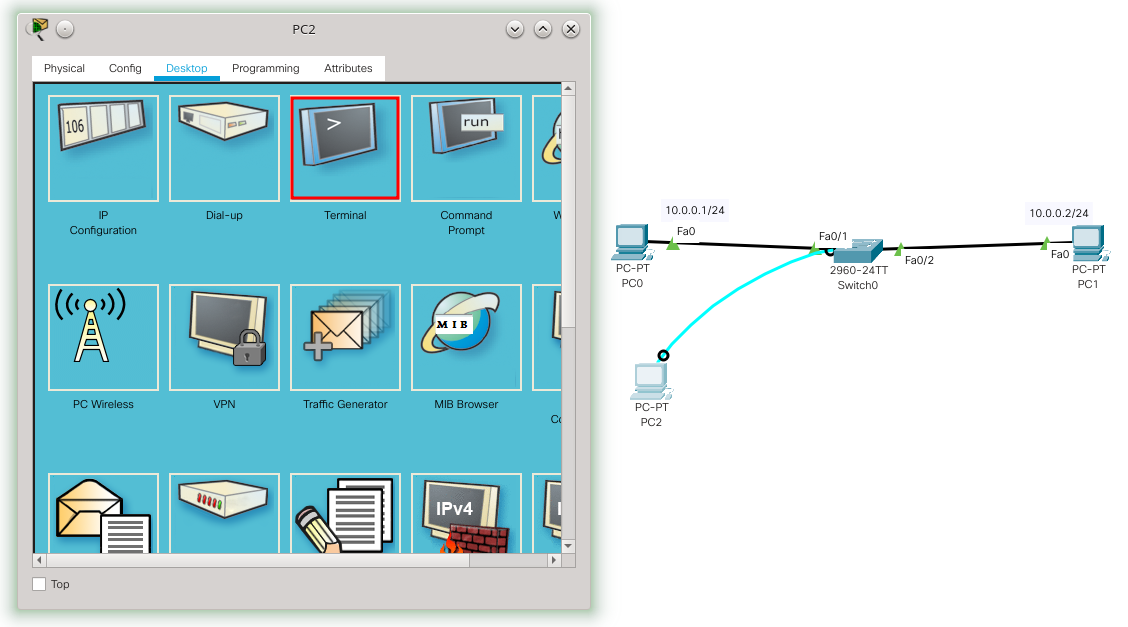 PC2
Physical
Config
Desktop
Programming
Attributes
106
>
run
IP
Configuration
Dial-up
Terminal
Command
Prompt
W
MIB
PC Wireless
VPN
Traffic Generator
MIB Browser
Co
IPv4
Top
10.0.0.1/24
Fa0
PC-PT
PC0
Fa0/1
2960-24TT
Switch0
Fa0/2
10.0.0.2/24
Fa0
PC-PT
PC1
PC-PT
PC2